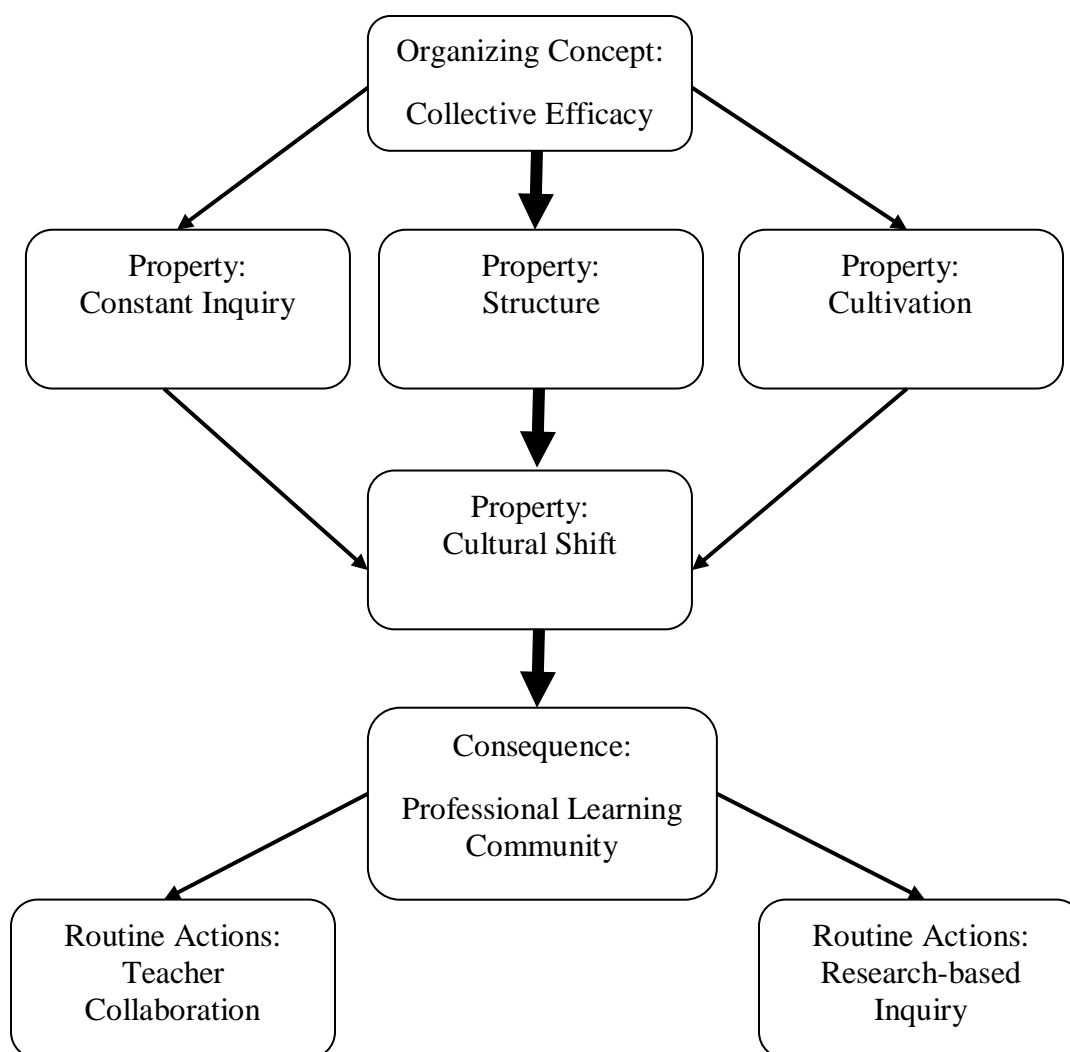 Organizing Concept:
Collective Efficacy
Property:
Constant Inquiry
Property:
Structure
Property:
Cultivation
Property:
Cultural Shift
Consequence:
Professional Learning
Community
Routine Actions:
Teacher
Collaboration
Routine Actions:
Research-based
Inquiry